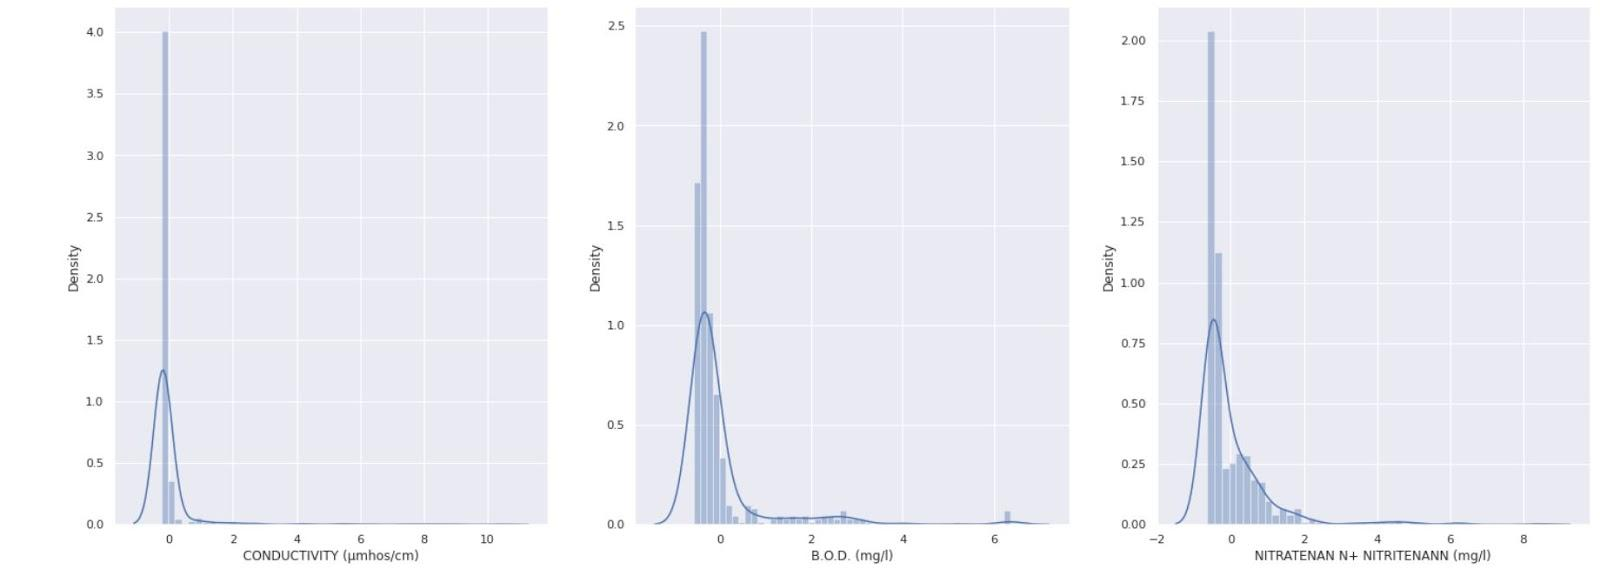 4.0
3.5
3.0
2.5
2.0
1.5
1.0
0.5
0.0
Density
0 2 4 6 8 10
CONDUCTIVITY (µmhos/cm)
2.5
2.0
1.5
1.0
0.5
0.0
Density
0 2 4 6
B.O.D. (mg/l)
2.00
1.75
1.50
1.25
1.00
0.75
0.50
0.25
0.00
Density
−2 0 2 4 6 8
NITRATENAN N+ NITRITENANN (mg/l)